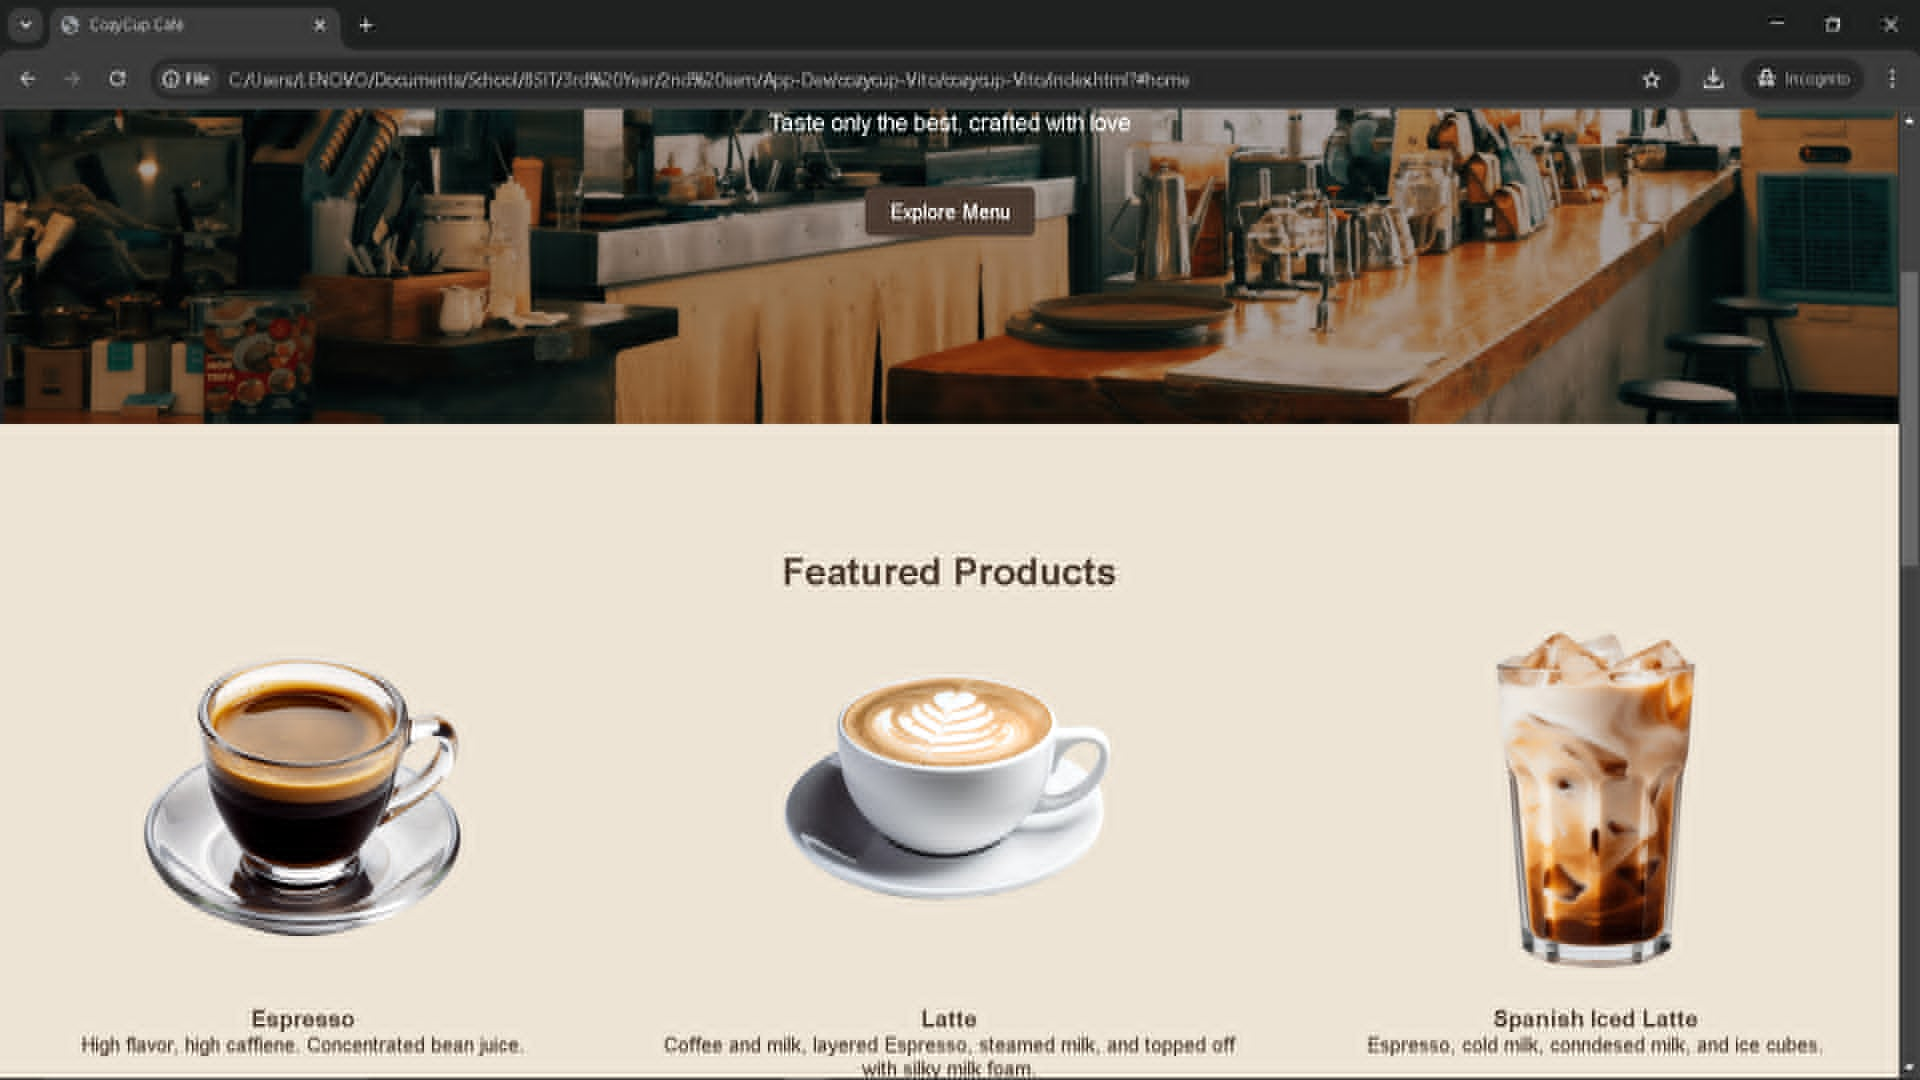 CozyCup Café
File
C:/Users/LENOVO/Documents/School/BSIT/3rd%20Year/2nd%20sem/App-Dev/cozycup-Vito/cozycup-Vito/index.html?#home
Incognito
Taste only the best, crafted with love
Explore Menu
Featured Products
Espresso
High flavor, high caffiene. Concentrated bean juice.
Latte
Coffee and milk, layered Espresso, steamed milk, and topped off
with silky milk foam.
Spanish Iced Latte
Espresso, cold milk, conndesed milk, and ice cubes.